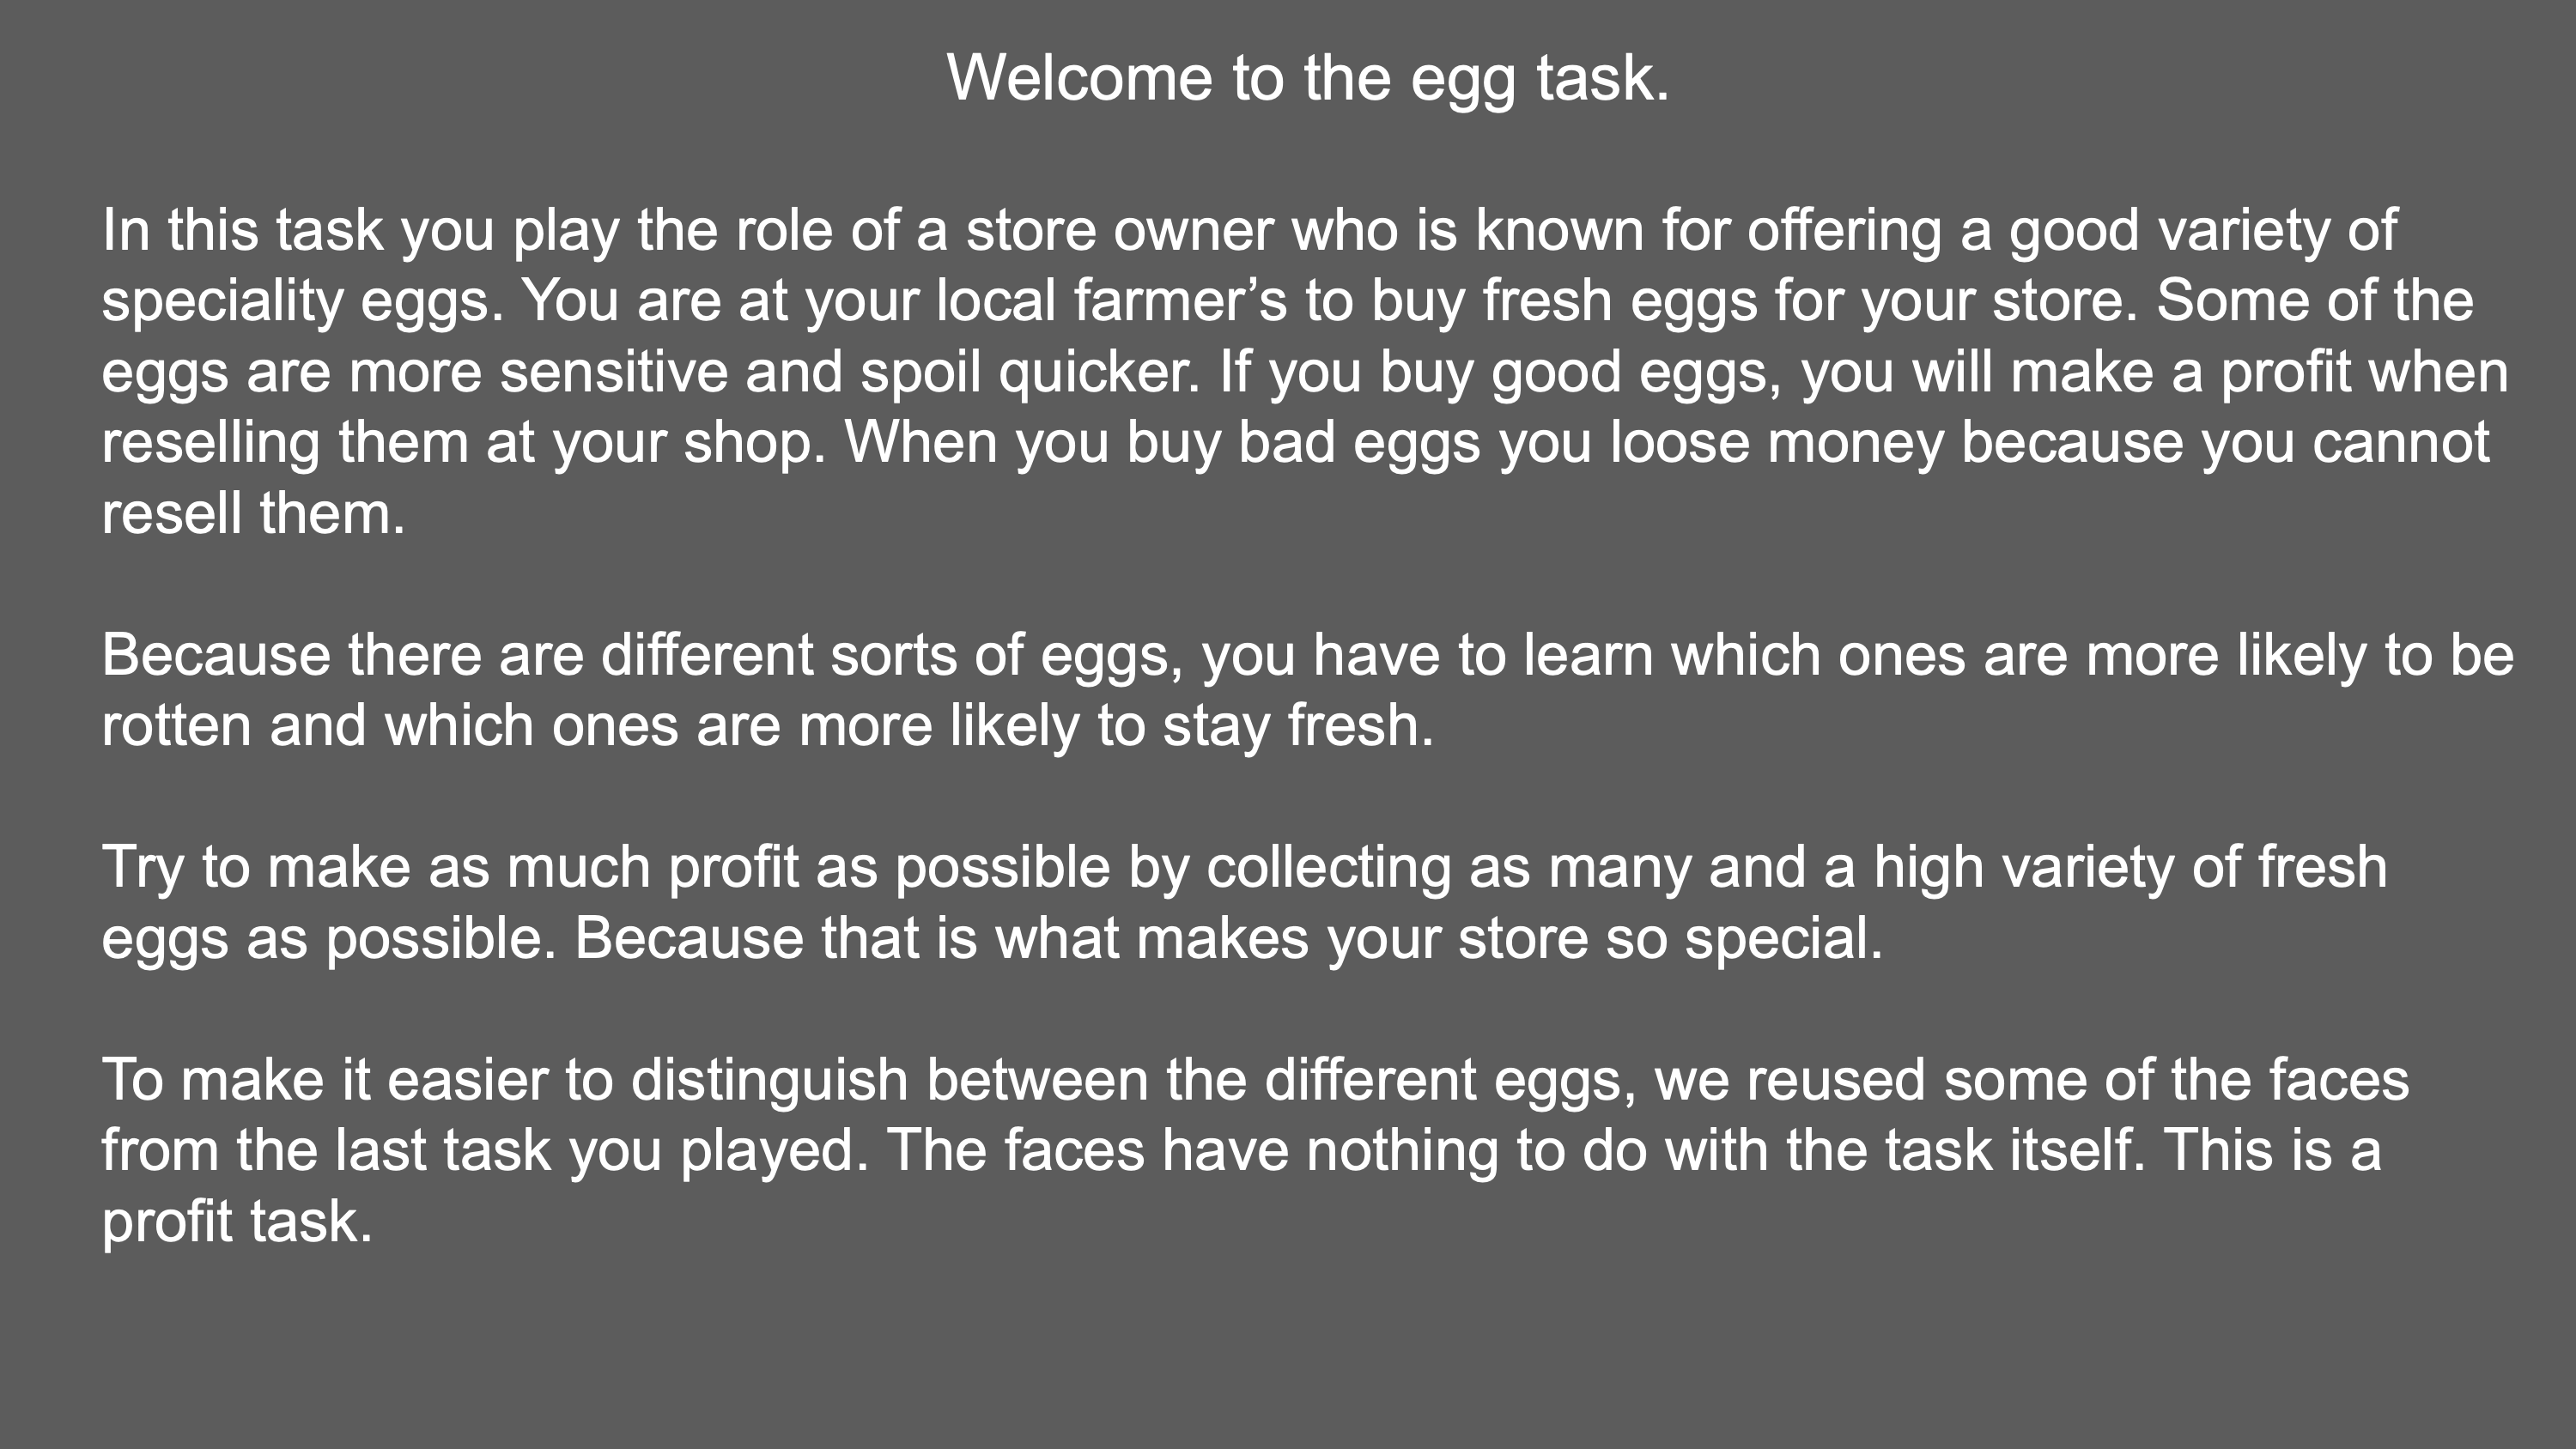 Welcome to the egg task.
In this task you play the role of a store owner who is known for offering a good variety of
speciality eggs. You are at your local farmer’s to buy fresh eggs for your store. Some of the
eggs are more sensitive and spoil quicker. If you buy good eggs, you will make a profit when
reselling them at your shop. When you buy bad eggs you loose money because you cannot
resell them.
Because there are different sorts of eggs, you have to learn which ones are more likely to be
rotten and which ones are more likely to stay fresh.
Try to make as much profit as possible by collecting as many and a high variety of fresh
eggs as possible. Because that is what makes your store so special.
To make it easier to distinguish between the different eggs, we reused some of the faces
from the last task you played. The faces have nothing to do with the task itself. This is a
profit task.